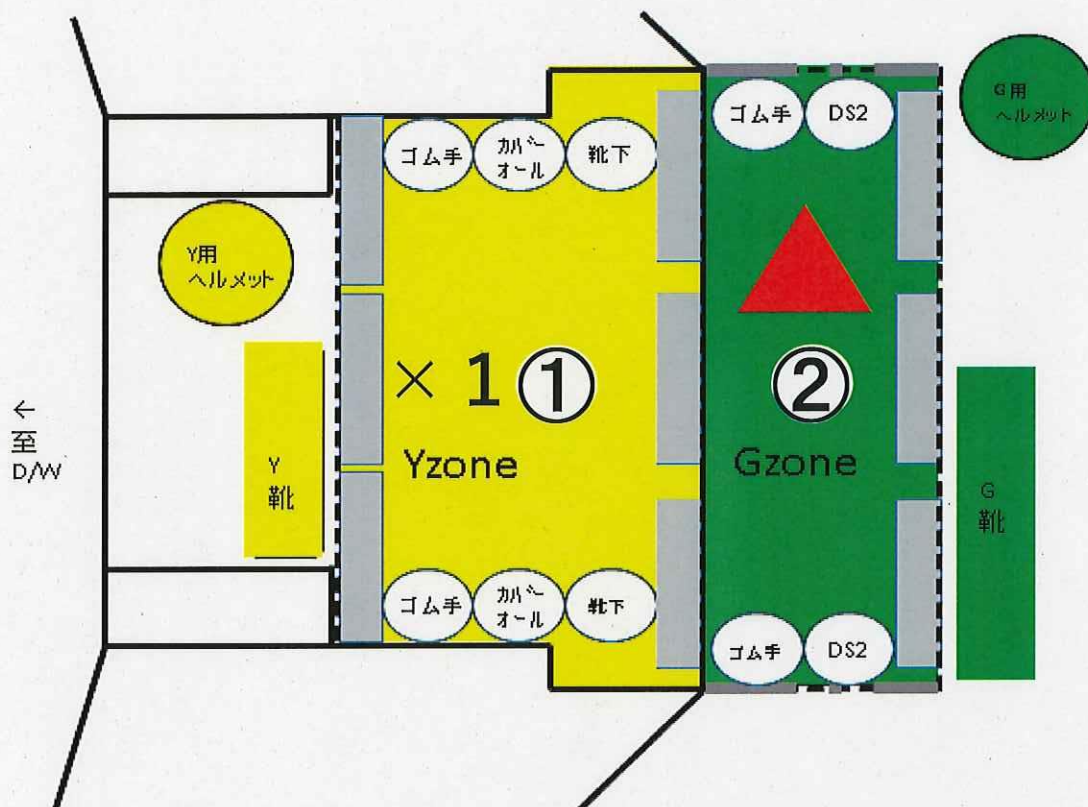 G用
ヘルメット
ゴム手
DS2
ゴム手
カバー
オール
靴下
Y用
ヘルメット
× 1 ①
②
Yzone
Gzone
←
至
D/W
Y
靴
G
靴
ゴム手
カバー
オール
靴下
ゴム手
DS2